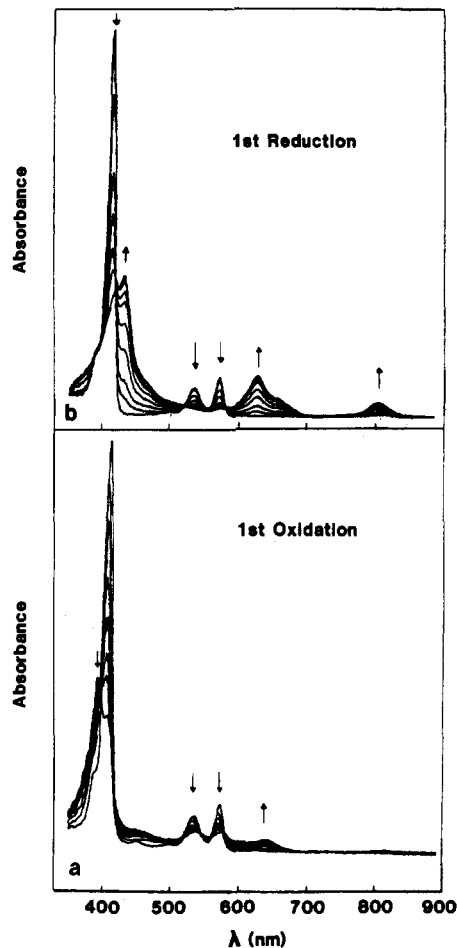 Absorbance
1st Reduction
b
Absorbance
1st Oxidation
a
400 500 600 700 800 900
λ (nm)